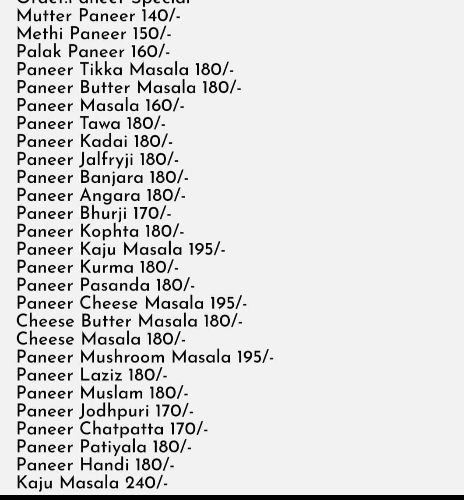 Paneer Special
Mutter Paneer 140/-
Methi Paneer 150/-
Palak Paneer 160/-
Paneer Tikka Masala 180/-
Paneer Butter Masala 180/-
Paneer Masala 160/-
Paneer Tawa 180/-
Paneer Kadai 180/-
Paneer Jalfryji 180/-
Paneer Banjara 180/-
Paneer Angara 180/-
Paneer Bhurji 170/-
Paneer Kophta 180/-
Paneer Kaju Masala 195/-
Paneer Kurma 180/-
Paneer Pasanda 180/-
Paneer Cheese Masala 195/-
Cheese Butter Masala 180/-
Cheese Masala 180/-
Paneer Mushroom Masala 195/-
Paneer Laziz 180/-
Paneer Muslam 180/-
Paneer Jodhpuri 170/-
Paneer Chatpatta 170/-
Paneer Patiyala 180/-
Paneer Handi 180/-
Kaju Masala 240/-